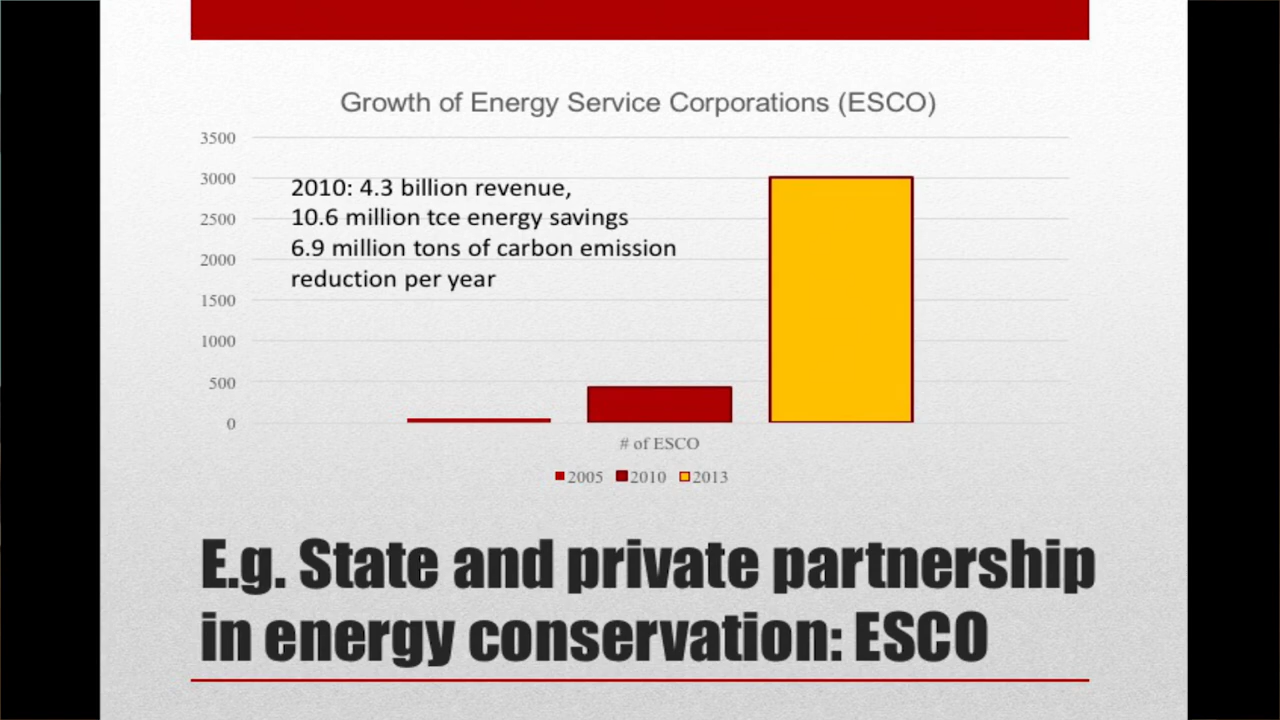 Growth of Energy Service Corporations (ESCO)
3500
3000
2500
2000
1500
1000
500
0
2010: 4.3 billion revenue,
10.6 million tce energy savings
6.9 million tons of carbon emission
reduction per year
# of ESCO
2005 2010 2013
E.g. State and private partnership
in energy conservation: ESCO